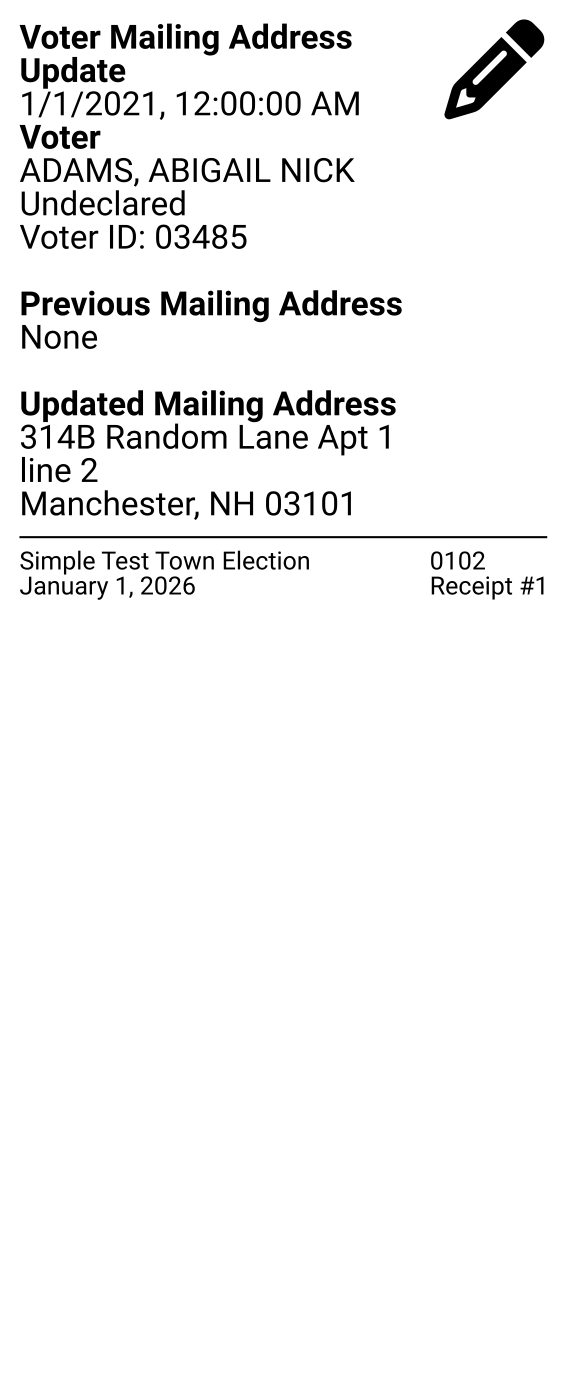 Voter Mailing Address
Update
1/1/2021, 12:00:00 AM
Voter
ADAMS, ABIGAIL NICK
Undeclared
Voter ID: 03485
Previous Mailing Address
None
Updated Mailing Address
314B Random Lane Apt 1
line 2
Manchester, NH 03101
Simple Test Town Election
January 1, 2026
0102
Receipt #1